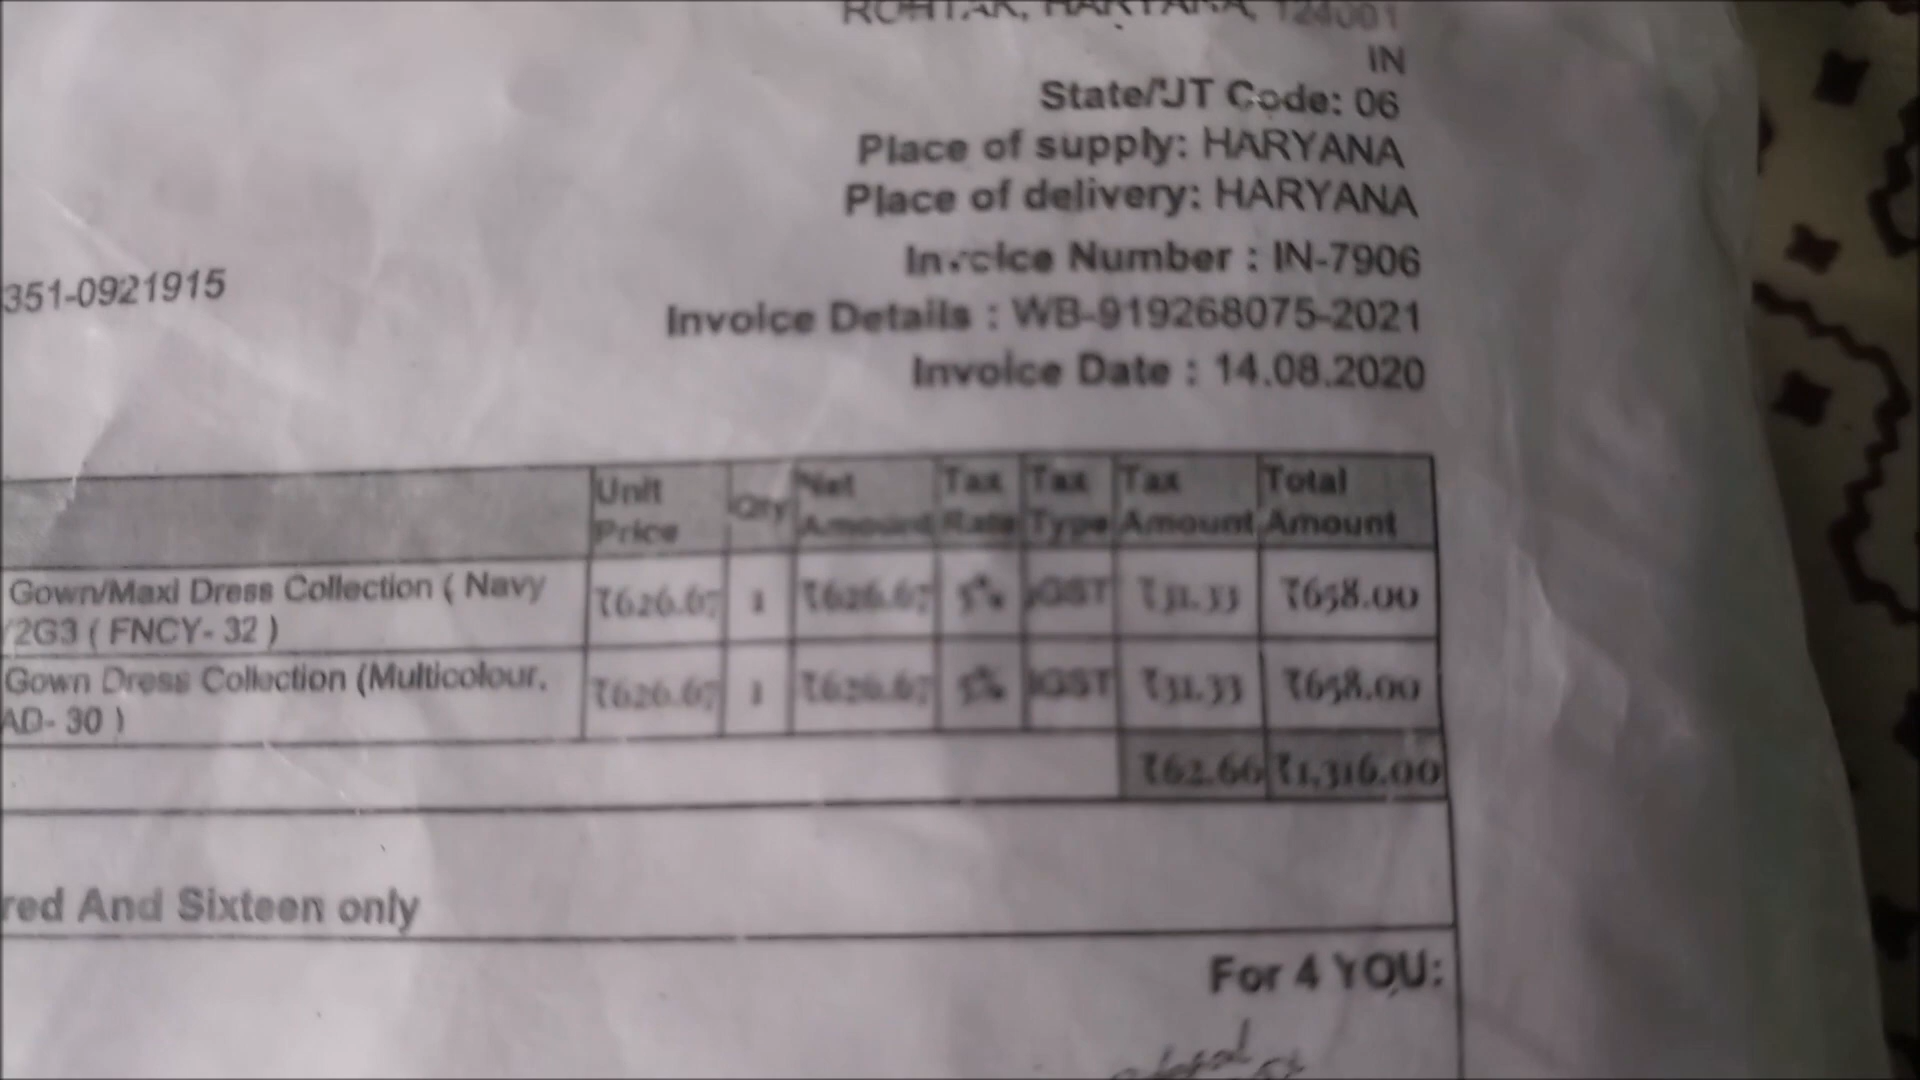 ROHTAK, HARYANA, 124001
IN
State/UT Code: 06
Place of supply: HARYANA
Place of delivery: HARYANA
Invoice Number : IN-7906
351-0921915
Invoice Details : WB-919268075-2021
Invoice Date : 14.08.2020
Unit Price Qty Net Amount Tax Rate Tax Type Tax Amount Total Amount
Gown/Maxi Dress Collection ( Navy ₹626.67 1 ₹626.67 5% IGST ₹31.33 ₹658.00
2G3 ( FNCY- 32 )
Gown Dress Collection (Multicolour, ₹626.67 1 ₹626.67 5% IGST ₹31.33 ₹658.00
AD- 30 )
₹62.66 ₹1,316.00
red And Sixteen only
For 4 YOU: